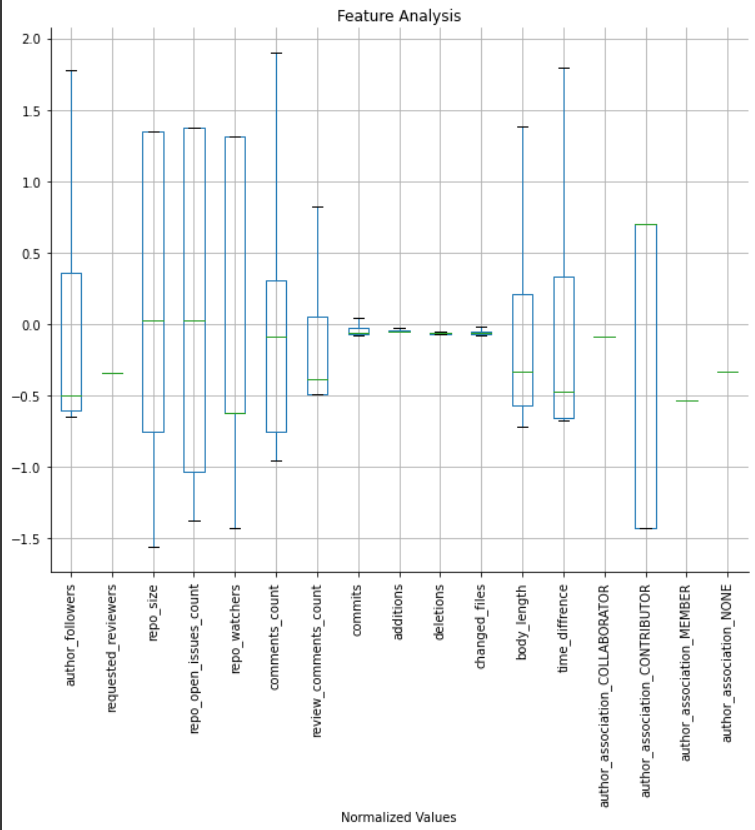 Feature Analysis
2.0
1.5
1.0
0.5
0.0
−0.5
−1.0
−1.5
author_followers
requested_reviewers
repo_size
repo_open_issues_count
repo_watchers
comments_count
review_comments_count
commits
additions
deletions
changed_files
body_length
time_diffrence
author_association_COLLABORATOR
author_association_CONTRIBUTOR
author_association_MEMBER
author_association_NONE
Normalized Values